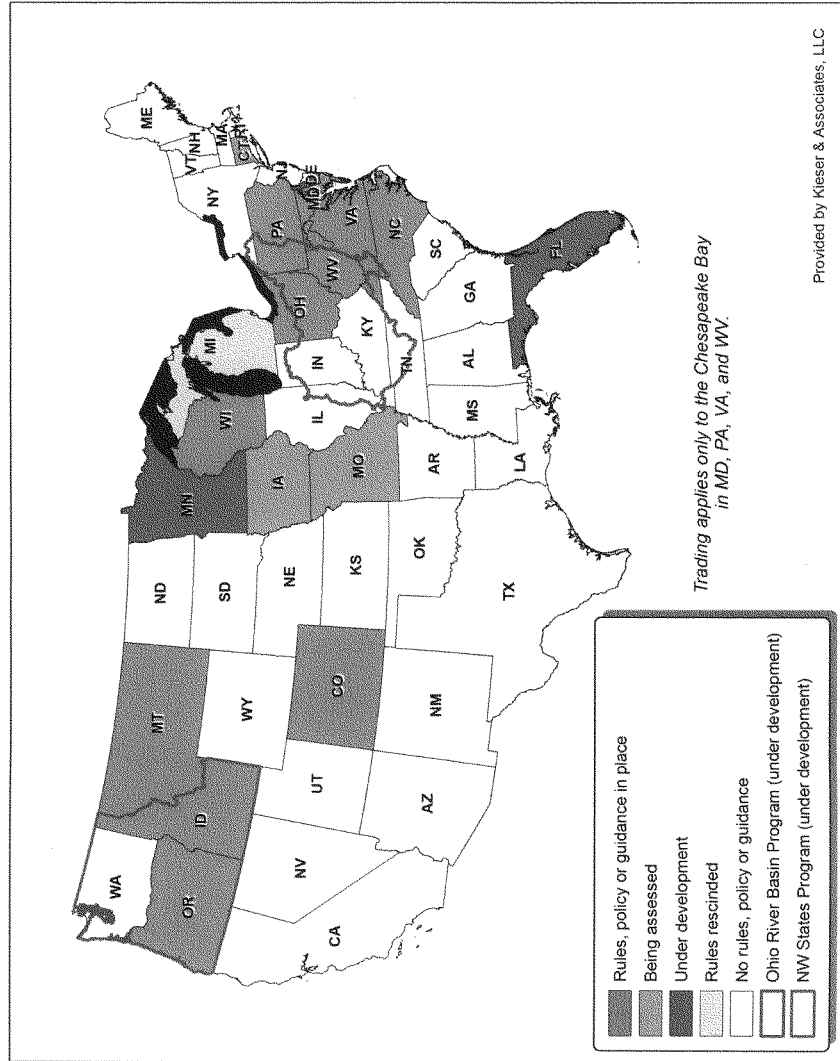 WA
OR
CA
NV
ID
MT
WY
UT
AZ
CO
NM
ND
SD
NE
KS
OK
TX
MN
IA
MO
AR
LA
WI
IL
MS
MI
IN
KY
TN
AL
OH
WV
GA
FL
SC
NC
VA
PA
NY
MD
DE
NJ
CT
RI
MA
VT
NH
ME
Trading applies only to the Chesapeake Bay
in MD, PA, VA, and WV.
Rules, policy or guidance in place
Being assessed
Under development
Rules rescinded
No rules, policy or guidance
Ohio River Basin Program (under development)
NW States Program (under development)
Provided by Kieser & Associates, LLC